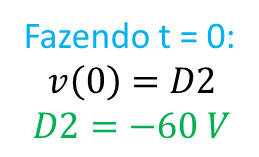 Fazendo t = 0:
v(0) = D2
D2 = −60 V